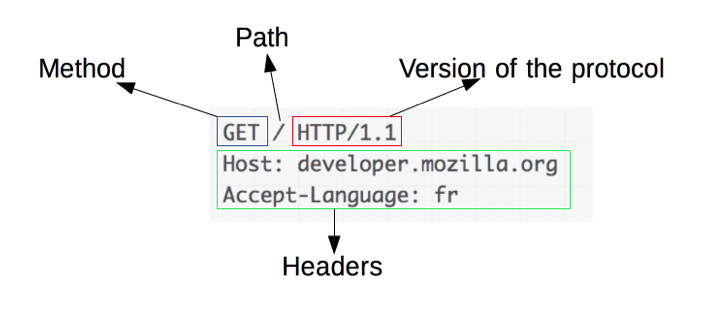 Path
Method
Version of the protocol
GET / HTTP/1.1
Host: developer.mozilla.org
Accept-Language: fr
Headers